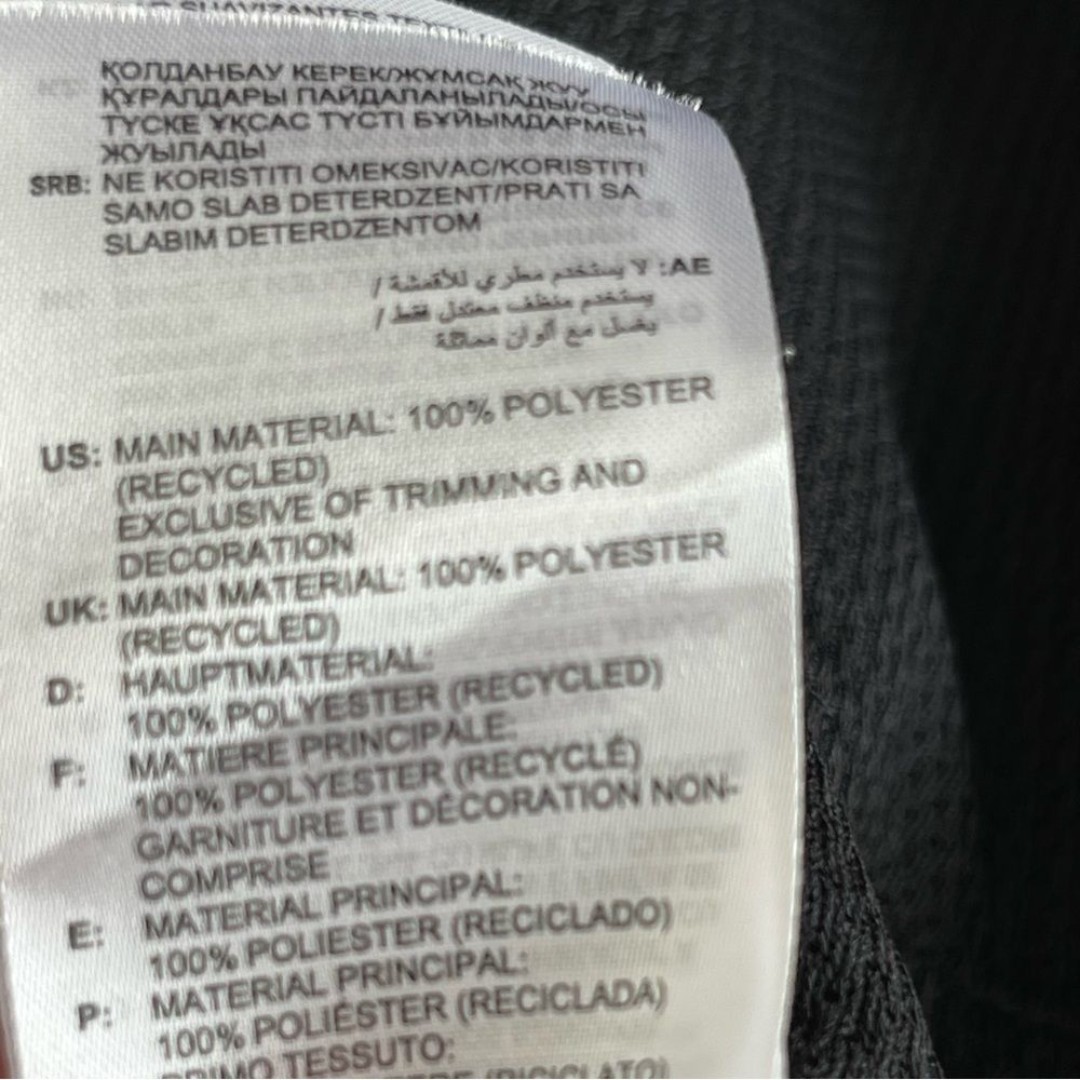 SUAVIZANTES
ҚОЛДАНБАУ КЕРЕК/ЖҰМСАҚ ЖУУ
ҚҰРАЛДАРЫ ПАЙДАЛАНЫЛАДЫ/ОСЫ
ТҮСКЕ ҰҚСАС ТҮСТІ БҰЙЫМДАРМЕН
ЖУЫЛАДЫ
SRB: NE KORISTITI OMEKSIVAC/KORISTITI
SAMO SLAB DETERDZENT/PRATI SA
SLABIM DETERDZENTOM
AE: لا يستخدم مطري للأقمشة /
يستخدم منظف معتدل فقط /
يغسل مع ألوان مماثلة
US: MAIN MATERIAL: 100% POLYESTER
(RECYCLED)
EXCLUSIVE OF TRIMMING AND
DECORATION
UK: MAIN MATERIAL: 100% POLYESTER
(RECYCLED)
D: HAUPTMATERIAL:
100% POLYESTER (RECYCLED)
F: MATIERE PRINCIPALE:
100% POLYESTER (RECYCLÉ)
GARNITURE ET DÉCORATION NON-
COMPRISE
E: MATERIAL PRINCIPAL:
100% POLIESTER (RECICLADO)
P: MATERIAL PRINCIPAL:
100% POLIÉSTER (RECICLADA)
PRIMO TESSUTO:
(RICICLATO)